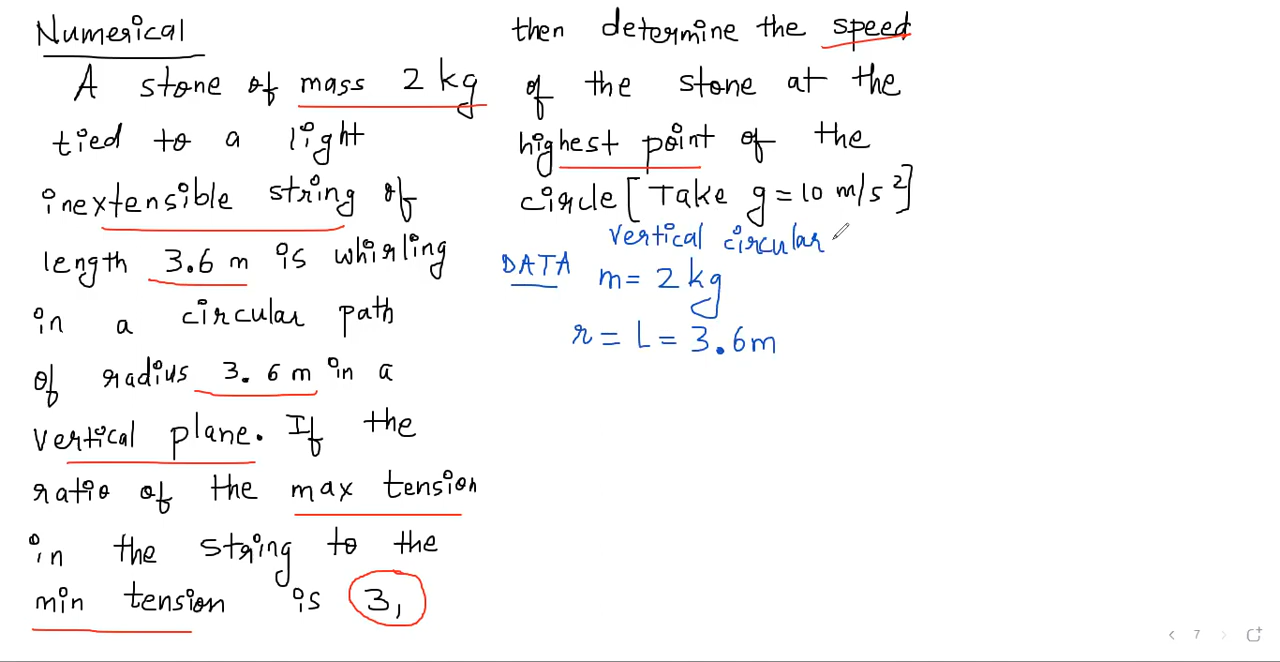 Numerical
A stone of mass 2 kg
tied to a light
inextensible string of
length 3.6 m is whirling
in a circular path
of radius 3.6 m in a
vertical plane. If the
ratio of the max tension
in the string to the
min tension is 3,
then determine the speed
of the stone at the
highest point of the
circle [Take g = 10 m/s²]
vertical circular
DATA m = 2 kg
r = L = 3.6m
7